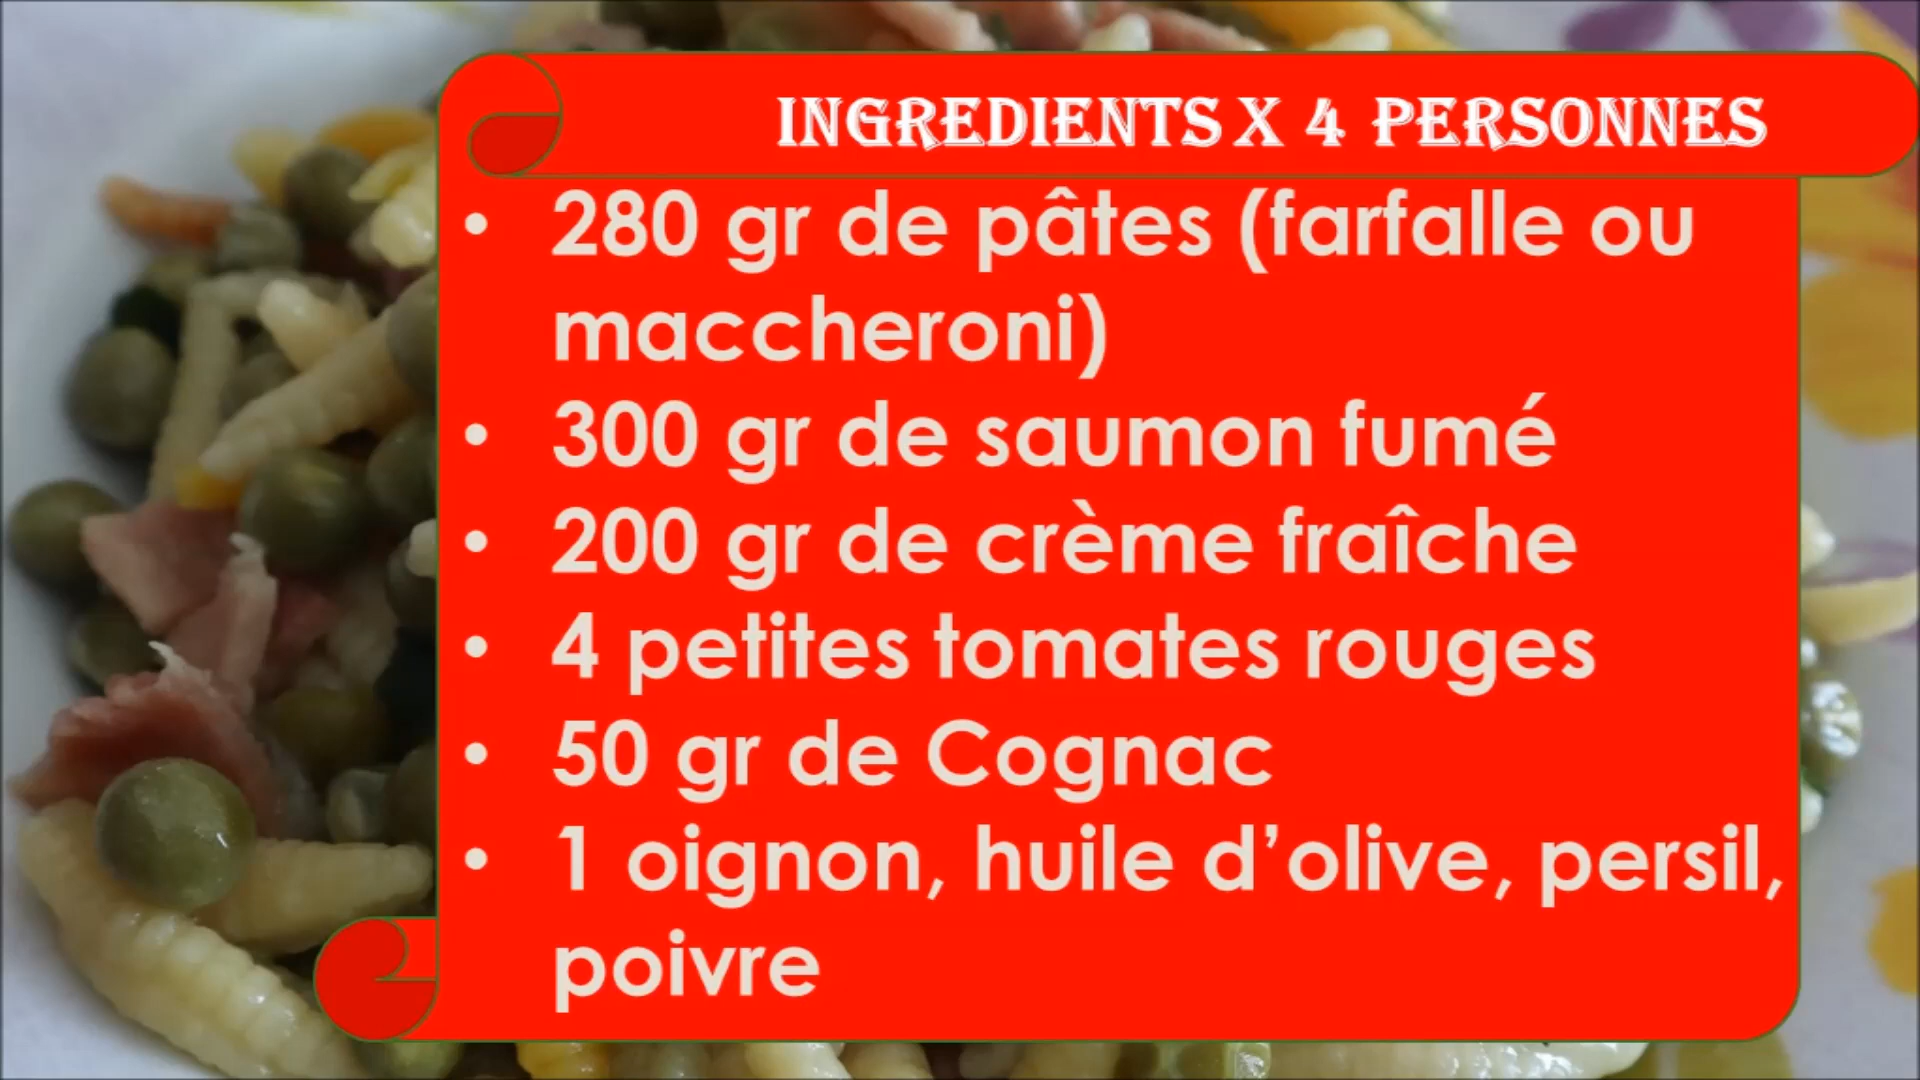 INGREDIENTS X 4 PERSONNES
• 280 gr de pâtes (farfalle ou
maccheroni)
• 300 gr de saumon fumé
• 200 gr de crème fraîche
• 4 petites tomates rouges
• 50 gr de Cognac
• 1 oignon, huile d’olive, persil,
poivre